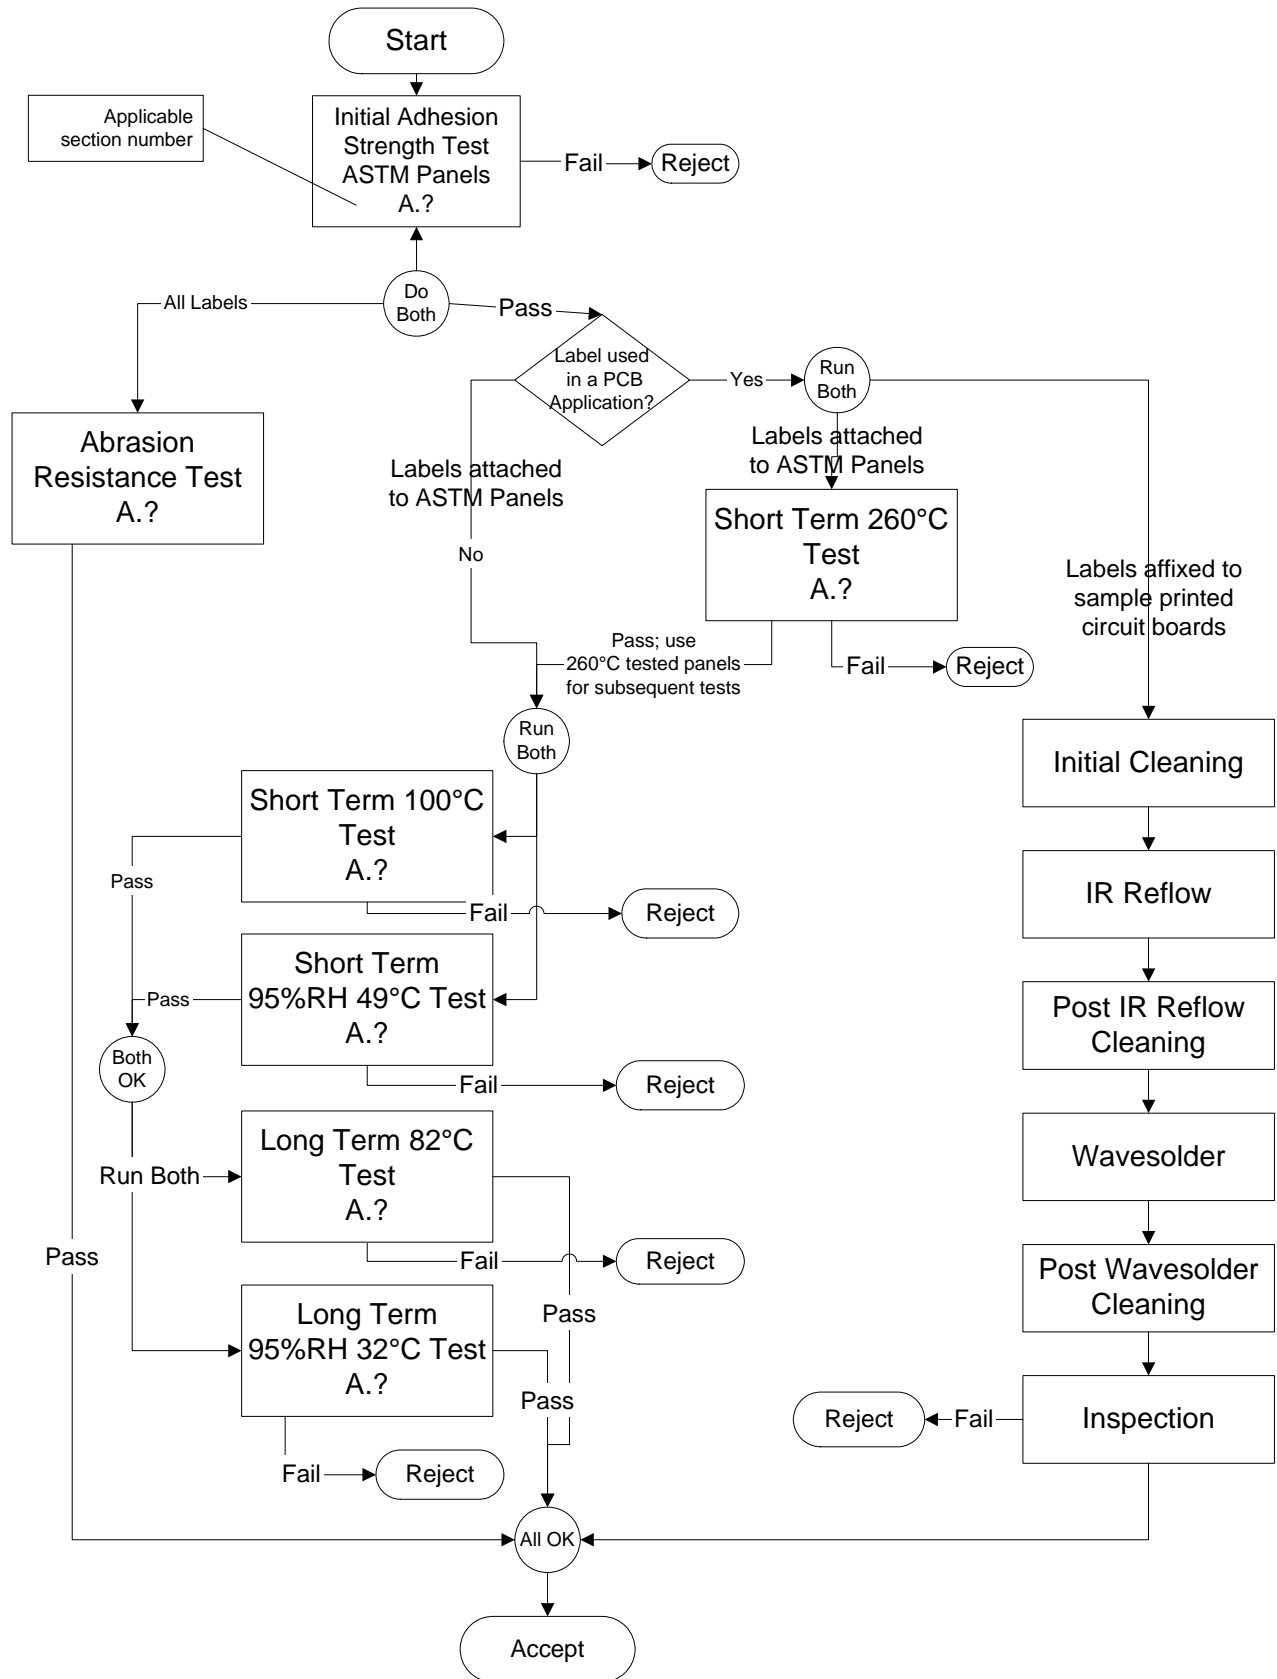 Start
Applicable
section number
Initial Adhesion
Strength Test
ASTM Panels
A.?
Fail
Reject
Do
Both
All Labels
Pass
Label used
in a PCB
Application?
Yes
Run
Both
Abrasion
Resistance Test
A.?
Labels attached
to ASTM Panels
Labels attached
to ASTM Panels
No
Short Term 260°C
Test
A.?
Labels affixed to
sample printed
circuit boards
Pass; use
260°C tested panels
for subsequent tests
Fail
Reject
Run
Both
Initial Cleaning
Short Term 100°C
Test
A.?
Pass
Fail
Reject
IR Reflow
Short Term
95%RH 49°C Test
A.?
Pass
Post IR Reflow
Cleaning
Both
OK
Fail
Reject
Long Term 82°C
Test
A.?
Run Both
Wavesolder
Pass
Fail
Reject
Post Wavesolder
Cleaning
Long Term
95%RH 32°C Test
A.?
Pass
Pass
Inspection
Fail
Reject
Fail
Reject
All OK
Accept